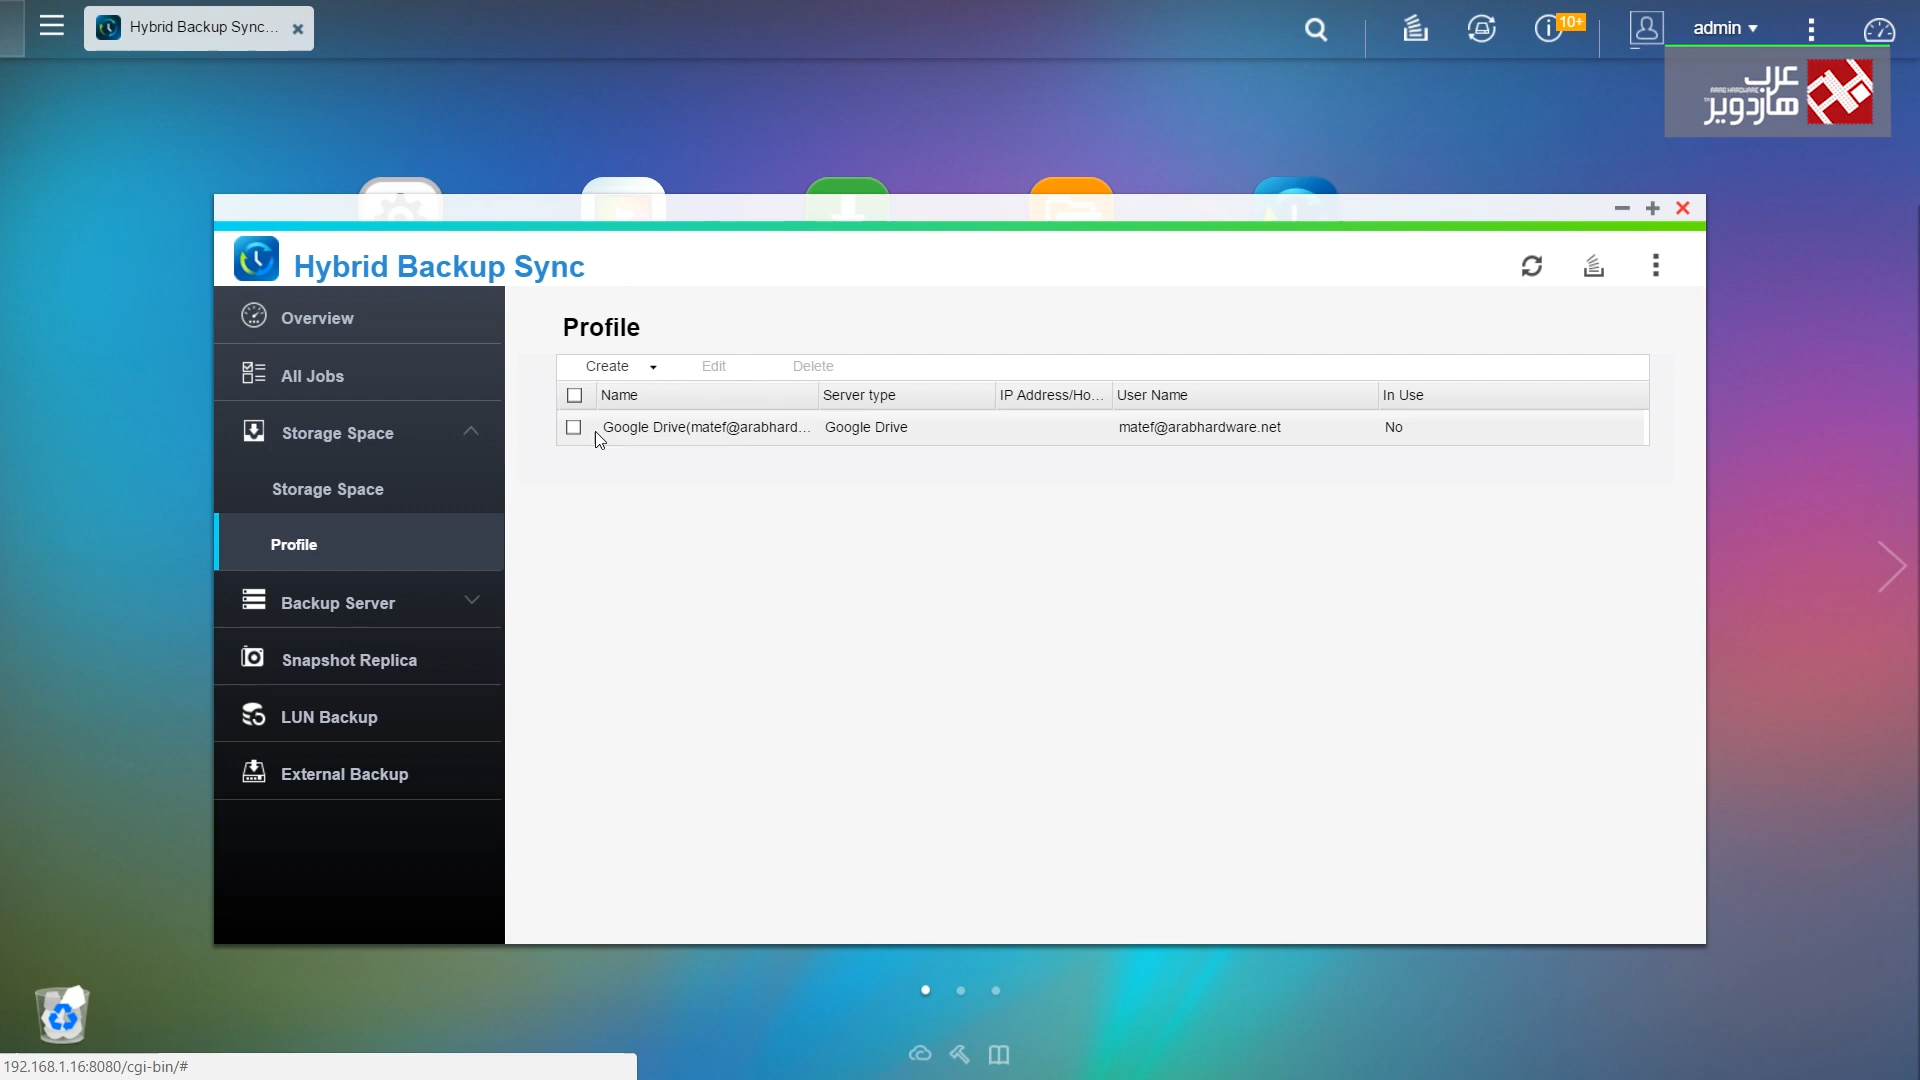 Hybrid Backup Sync...
10+
admin
عرب
ARAB HARDWARE
هاردوير
Hybrid Backup Sync
Overview
All Jobs
Storage Space
Storage Space
Profile
Backup Server
Snapshot Replica
LUN Backup
External Backup
Profile
Create Edit Delete
Name Server type IP Address/Ho... User Name In Use
Google Drive(matef@arabhard... Google Drive matef@arabhardware.net No
192.168.1.16:8080/cgi-bin/#